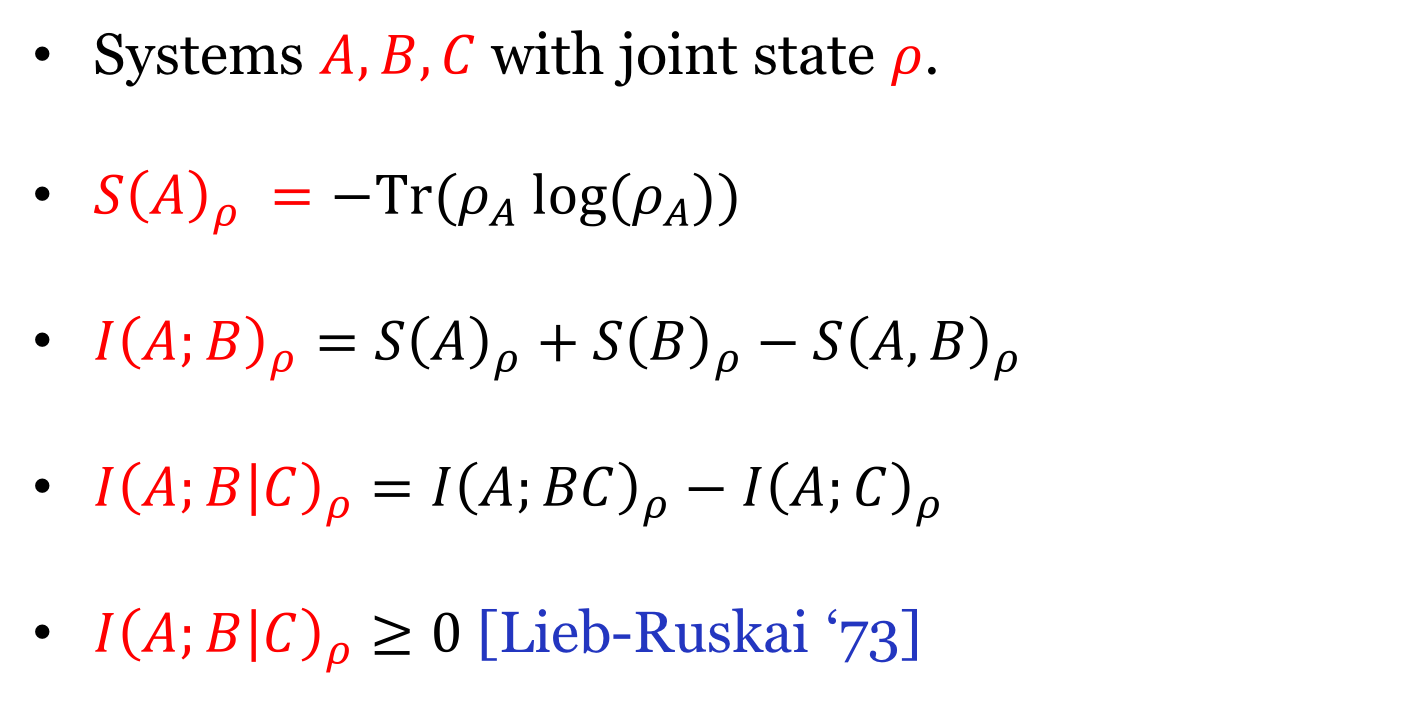 • Systems A, B, C with joint state ρ.
• S(A)_ρ = −Tr(ρ_A log(ρ_A))
• I(A; B)_ρ = S(A)_ρ + S(B)_ρ − S(A, B)_ρ
• I(A; B|C)_ρ = I(A; BC)_ρ − I(A; C)_ρ
• I(A; B|C)_ρ ≥ 0 [Lieb-Ruskai ‘73]